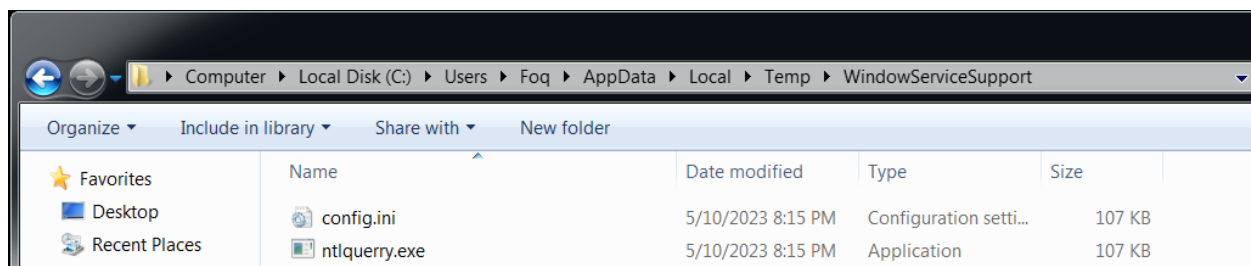 Computer Local Disk (C:) Users Foq AppData Local Temp WindowServiceSupport
Organize Include in library Share with New folder
Favorites Name Date modified Type Size
Desktop config.ini 5/10/2023 8:15 PM Configuration setti... 107 KB
Recent Places ntlquerry.exe 5/10/2023 8:15 PM Application 107 KB